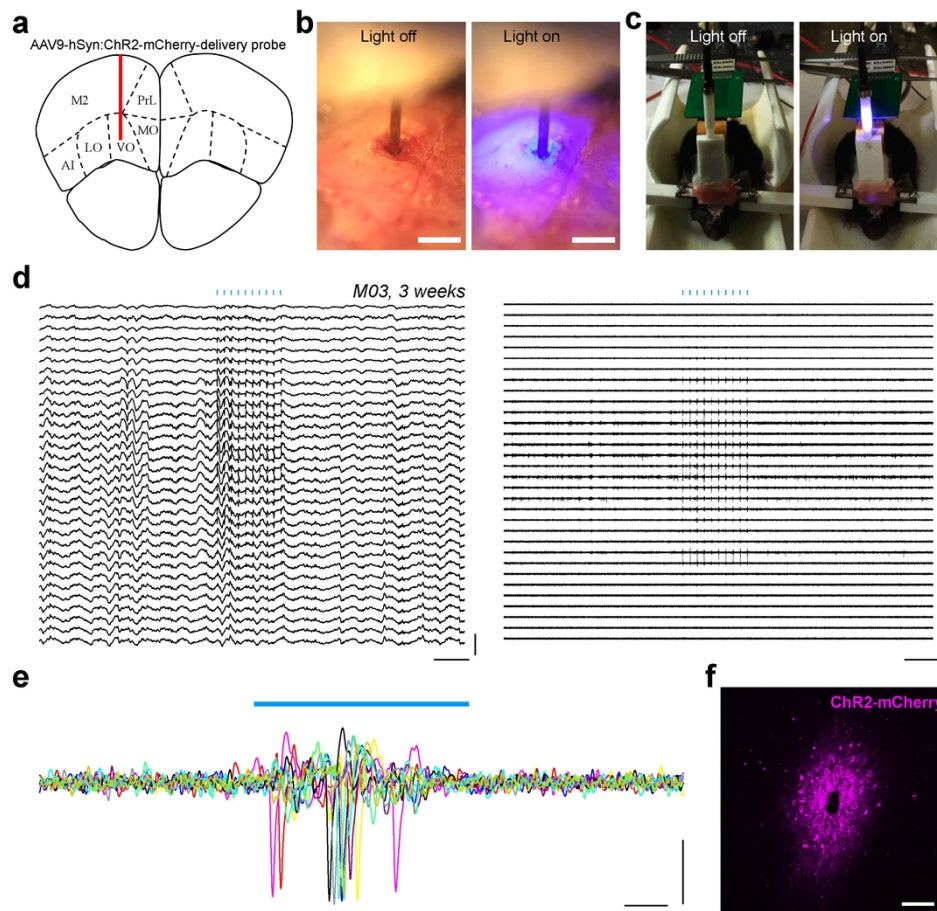 a
AAV9-hSyn:ChR2-mCherry-delivery probe
M2
PrL
MO
LO
VO
AI
b
Light off
Light on
c
Light off
Light on
d
M03, 3 weeks
e
f
ChR2-mCherry